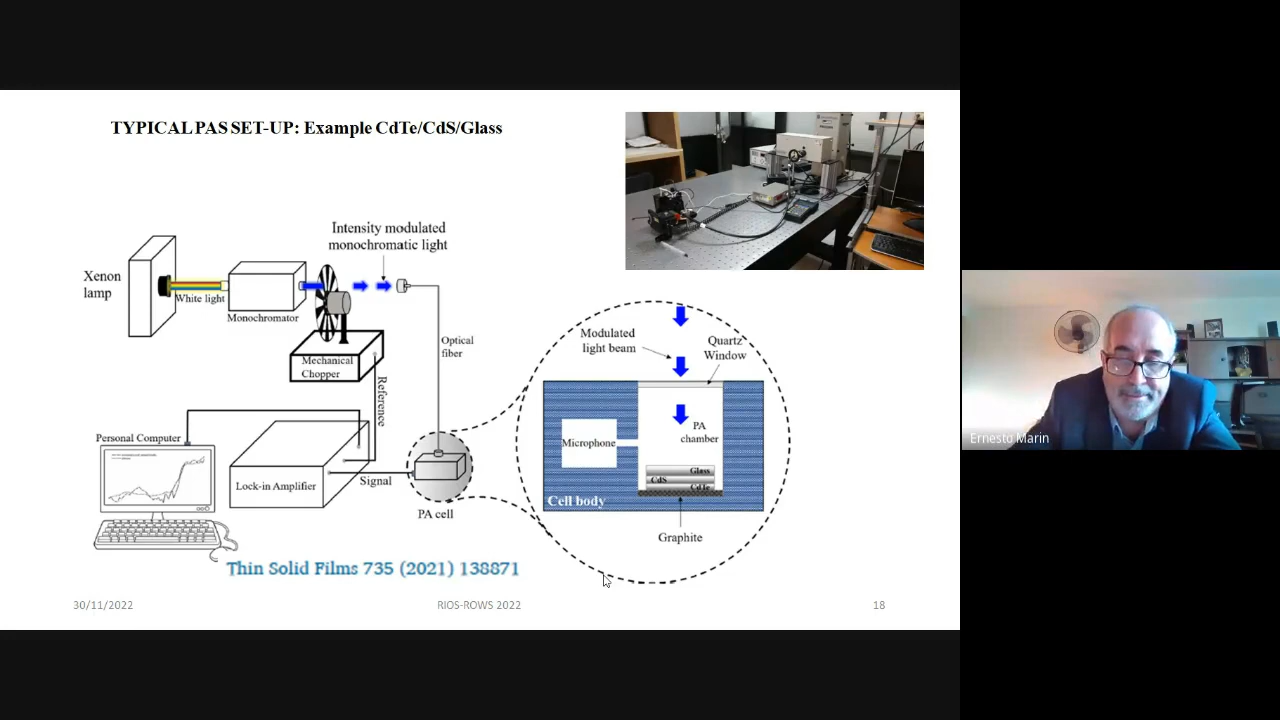 TYPICAL PAS SET-UP: Example CdTe/CdS/Glass
Intensity modulated
monochromatic light
Xenon
lamp
White light
Monochromator
Mechanical
Chopper
Optical
fiber
Reference
Personal Computer
Lock-in Amplifier
Signal
PA cell
Modulated
light beam
Quartz
Window
PA
chamber
Microphone
Glass
CdS
CdTe
Cell body
Graphite
Thin Solid Films 735 (2021) 138871
30/11/2022
RIOS-ROWS 2022
18
Ernesto Marin